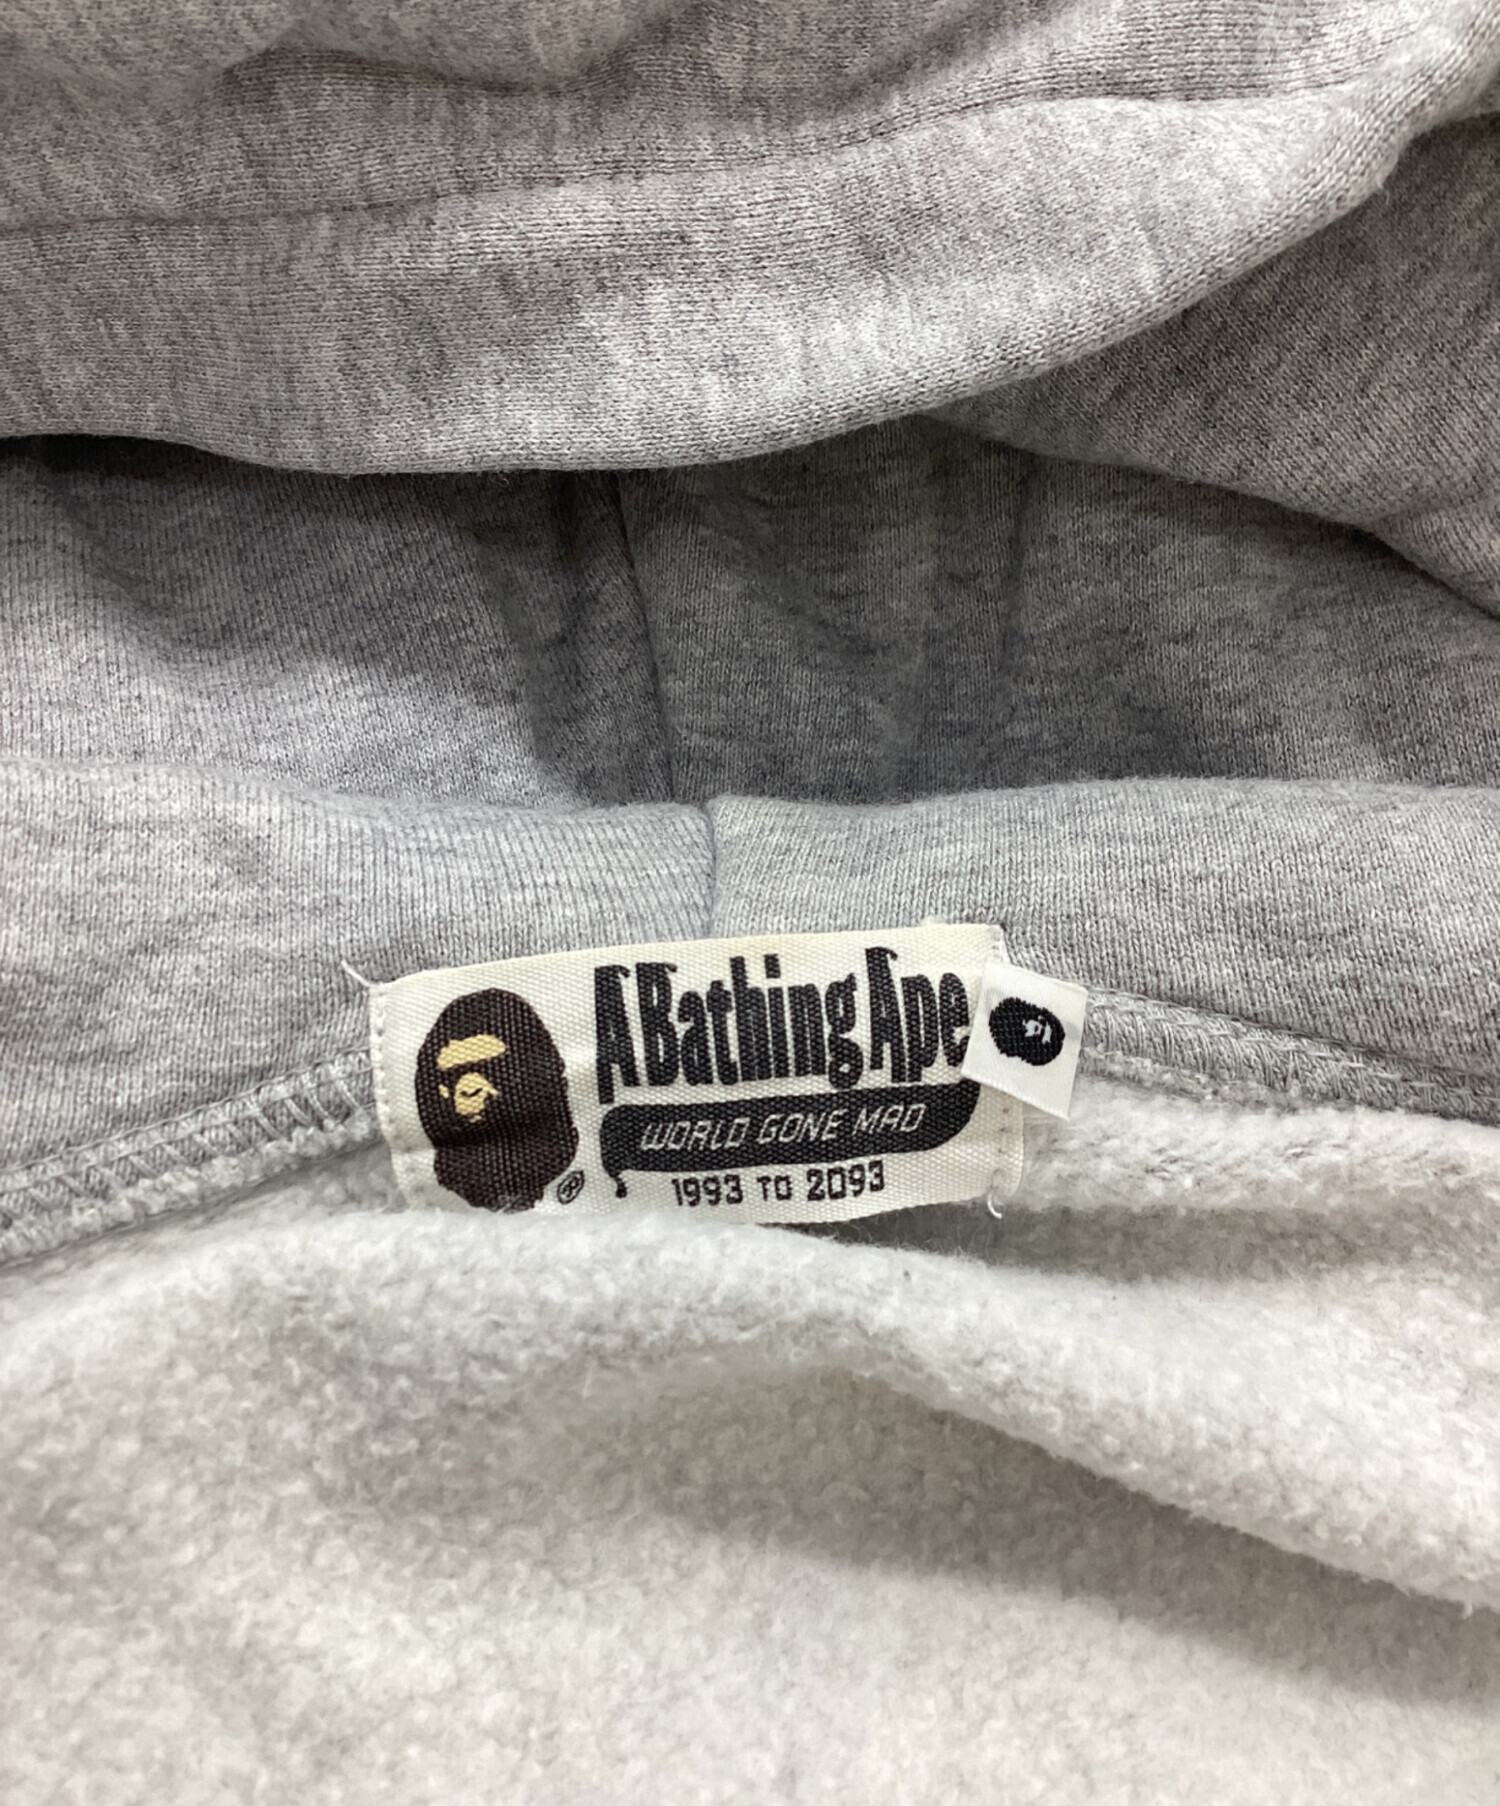 A Bathing Ape
WORLD GONE MAD
1993 TO 2093
®